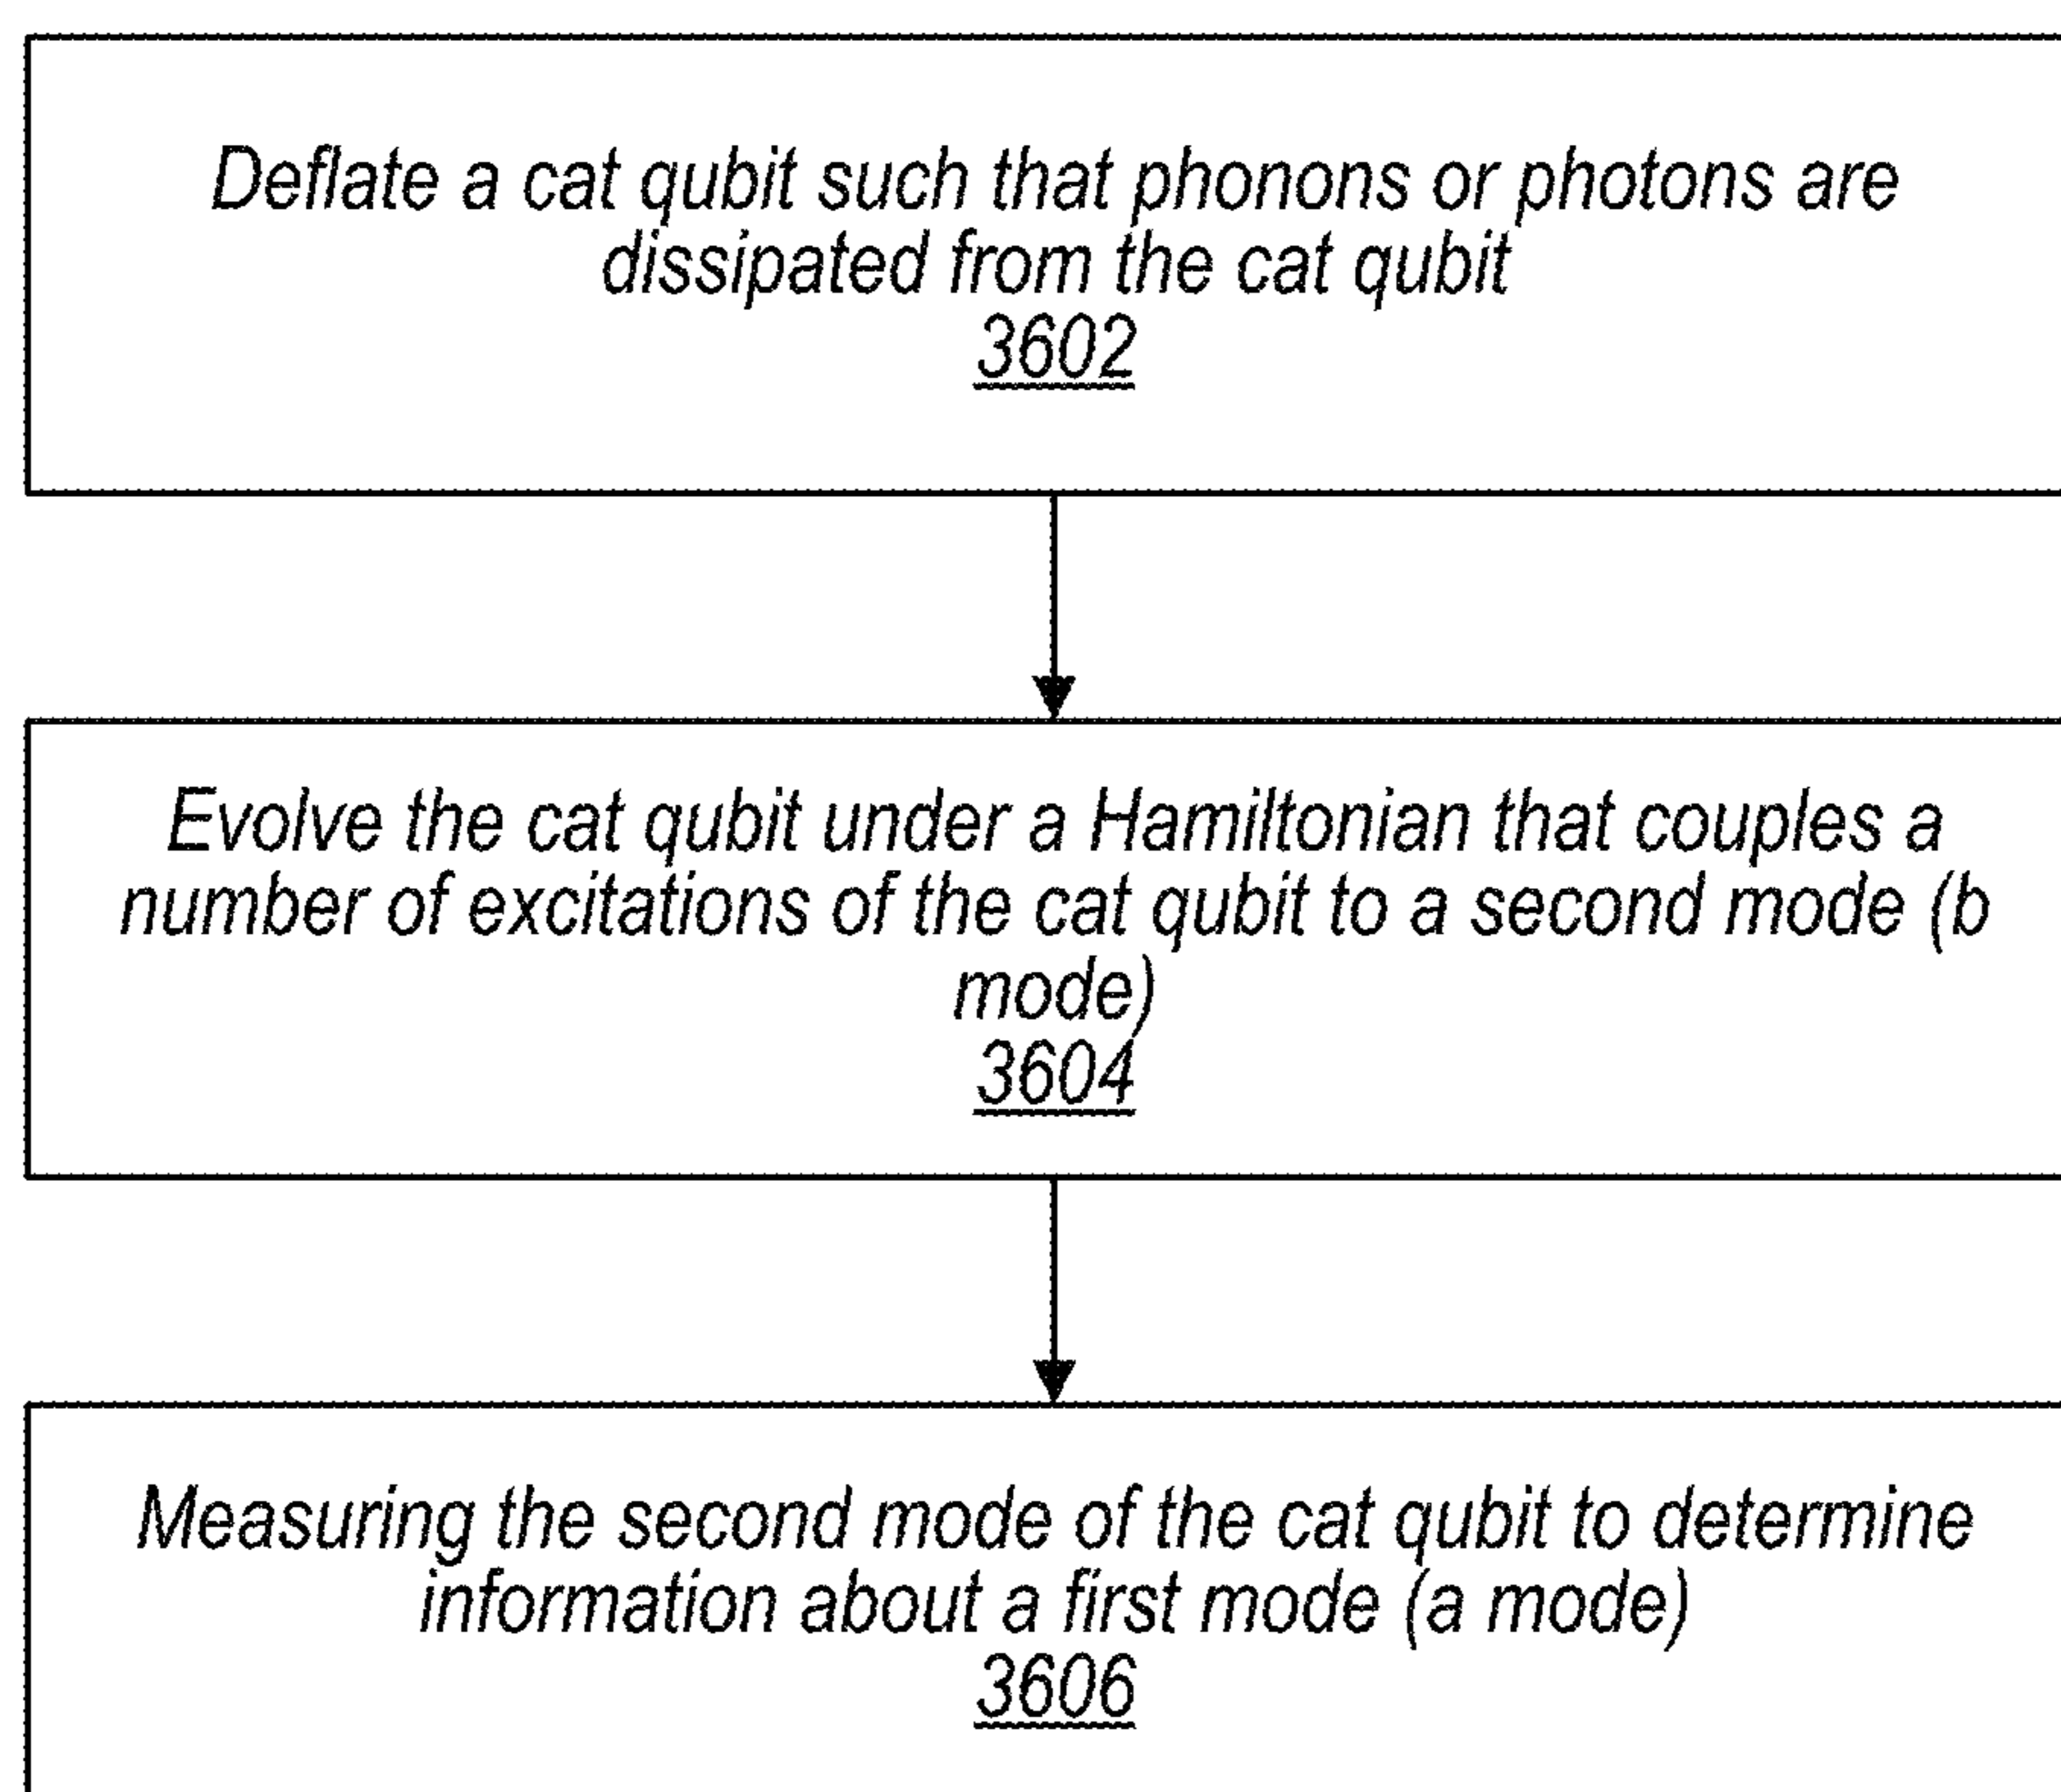 Deflate a cat qubit such that phonons or photons are
dissipated from the cat qubit
3602
Evolve the cat qubit under a Hamiltonian that couples a
number of excitations of the cat qubit to a second mode (b
mode)
3604
Measuring the second mode of the cat qubit to determine
information about a first mode (a mode)
3606